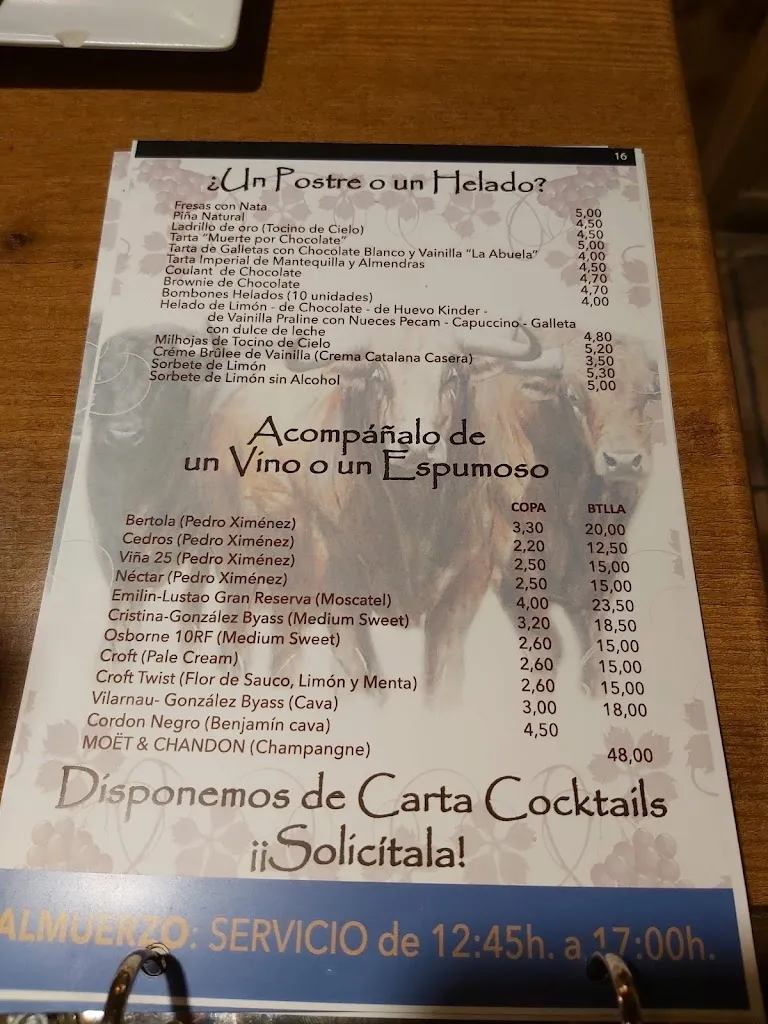 16
¿Un Postre o un Helado?
Fresas con Nata 5,00
Piña Natural 4,50
Ladrillo de oro (Tocino de Cielo) 4,50
Tarta "Muerte por Chocolate" 5,00
Tarta de Galletas con Chocolate Blanco y Vainilla "La Abuela" 4,00
Tarta Imperial de Mantequilla y Almendras 4,50
Coulant de Chocolate 4,70
Brownie de Chocolate 4,70
Bombones Helados (10 unidades) 4,00
Helado de Limón - de Chocolate - de Huevo Kinder -
de Vainilla Praline con Nueces Pecam - Capuccino - Galleta
con dulce de leche 4,80
Milhojas de Tocino de Cielo 5,20
Créme Brûlee de Vainilla (Crema Catalana Casera) 3,50
Sorbete de Limón 5,30
Sorbete de Limón sin Alcohol 5,00
Acompáñalo de
un Vino o un Espumoso
COPA BTLLA
Bertola (Pedro Ximénez) 3,30 20,00
Cedros (Pedro Ximénez) 2,20 12,50
Viña 25 (Pedro Ximénez) 2,50 15,00
Néctar (Pedro Ximénez) 2,50 15,00
Emilin-Lustao Gran Reserva (Moscatel) 4,00 23,50
Cristina-González Byass (Medium Sweet) 3,20 18,50
Osborne 10RF (Medium Sweet) 2,60 15,00
Croft (Pale Cream) 2,60 15,00
Croft Twist (Flor de Sauco, Limón y Menta) 2,60 15,00
Vilarnau- González Byass (Cava) 3,00 18,00
Cordon Negro (Benjamín cava) 4,50
MOËT & CHANDON (Champangne) 48,00
Disponemos de Carta Cocktails
¡¡Solicítala!
ALMUERZO: SERVICIO de 12:45h. a 17:00h.